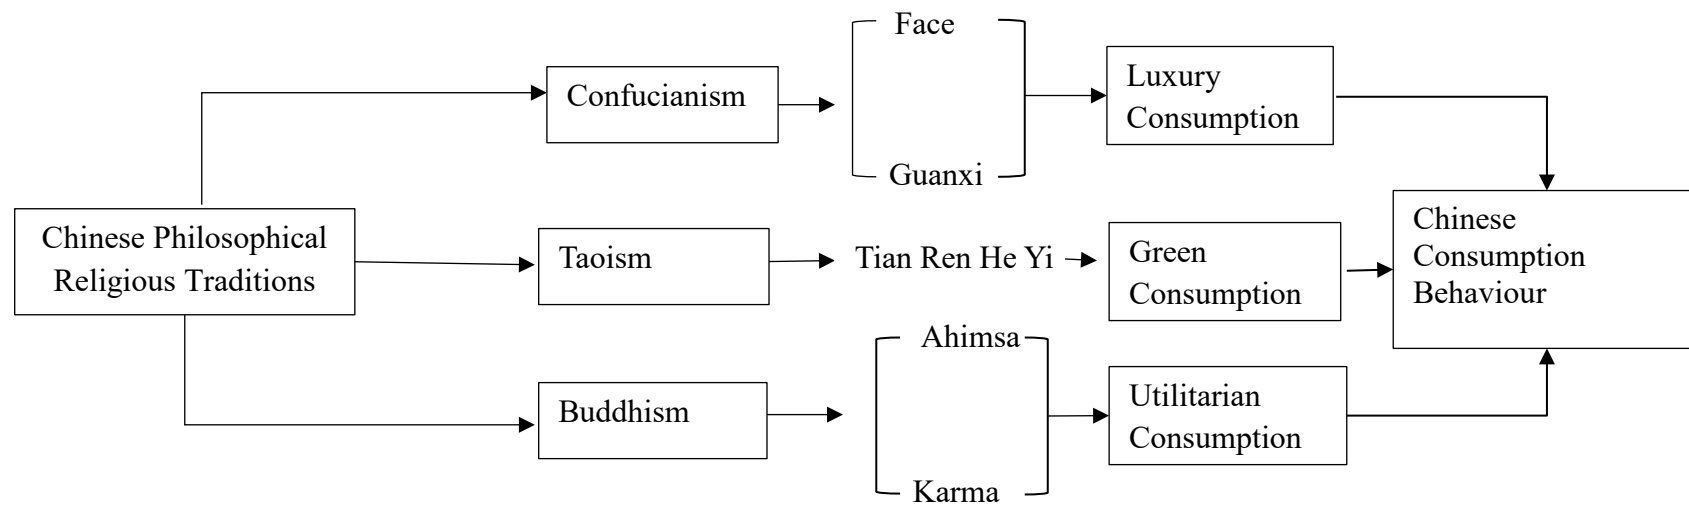 Face
Confucianism
Luxury
Consumption
Guanxi
Chinese Philosophical
Religious Traditions
Taoism
Tian Ren He Yi
Green
Consumption
Chinese
Consumption
Behaviour
Ahimsa
Buddhism
Utilitarian
Consumption
Karma